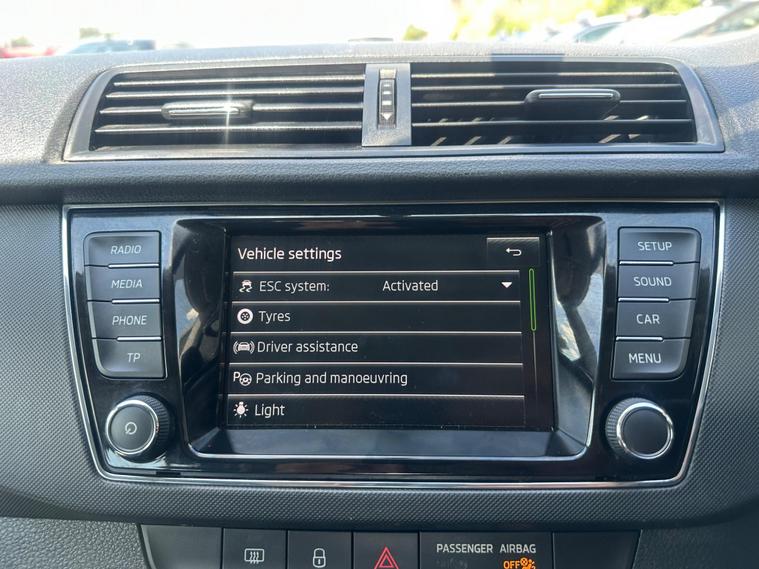 Vehicle settings
ESC system: Activated
Tyres
Driver assistance
P Parking and manoeuvring
Light
RADIO
MEDIA
PHONE
TP
SETUP
SOUND
CAR
MENU
PASSENGER AIRBAG
OFF